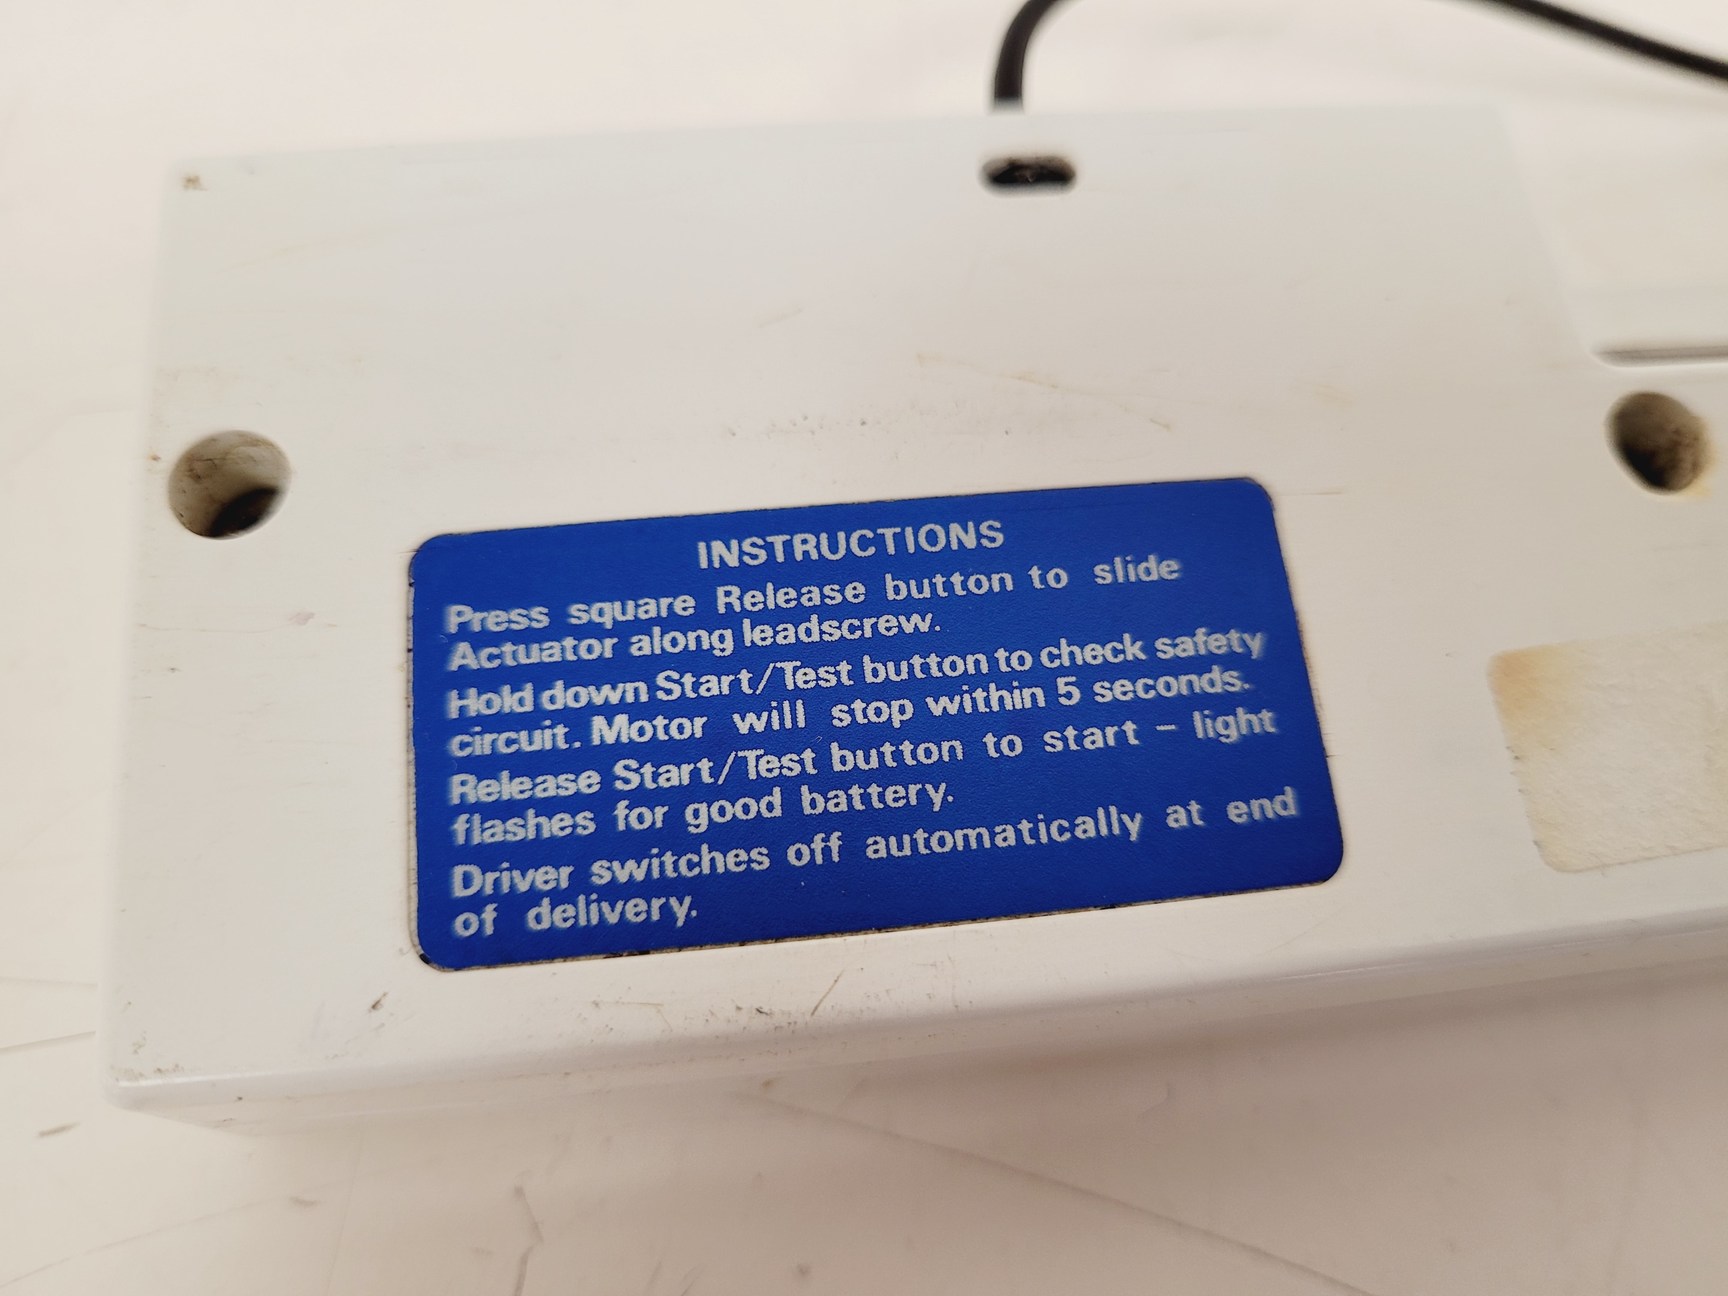 INSTRUCTIONS
Press square Release button to slide
Actuator along leadscrew.
Hold down Start/Test button to check safety
circuit. Motor will stop within 5 seconds.
Release Start/Test button to start – light
flashes for good battery.
Driver switches off automatically at end
of delivery.